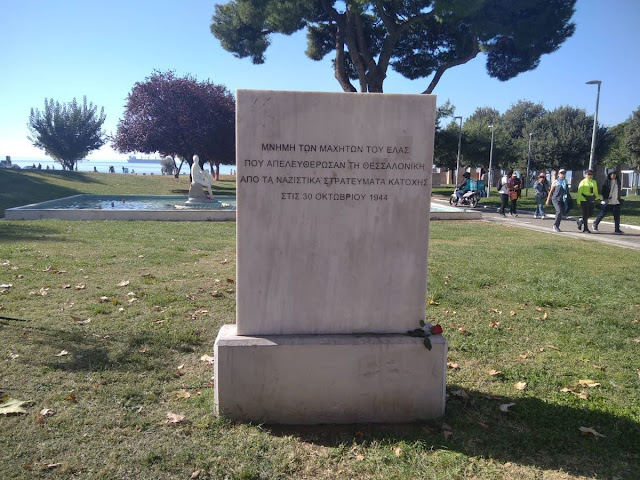 ΜΝΗΜΗ ΤΩΝ ΜΑΧΗΤΩΝ ΤΟΥ ΕΛΑΣ
ΠΟΥ ΑΠΕΛΕΥΘΕΡΩΣΑΝ ΤΗ ΘΕΣΣΑΛΟΝΙΚΗ
ΑΠΟ ΤΑ ΝΑΖΙΣΤΙΚΑ ΣΤΡΑΤΕΥΜΑΤΑ ΚΑΤΟΧΗΣ
ΣΤΙΣ 30 ΟΚΤΩΒΡΙΟΥ 1944